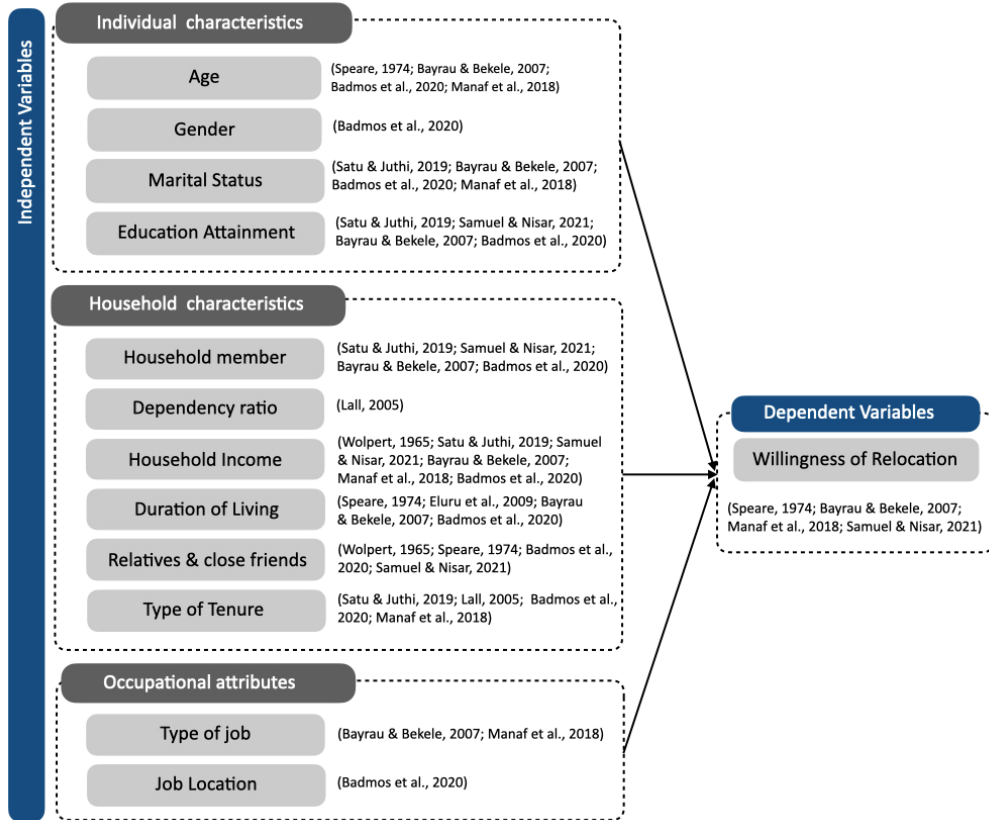 Independent Variables
Individual characteristics
Age
(Speare, 1974; Bayrau & Bekele, 2007;
Badmos et al., 2020; Manaf et al., 2018)
Gender
(Badmos et al., 2020)
Marital Status
(Satu & Juthi, 2019; Bayrau & Bekele, 2007;
Badmos et al., 2020; Manaf et al., 2018)
Education Attainment
(Satu & Juthi, 2019; Samuel & Nisar, 2021;
Bayrau & Bekele, 2007; Badmos et al., 2020)
Household characteristics
Household member
(Satu & Juthi, 2019; Samuel & Nisar, 2021;
Bayrau & Bekele, 2007; Badmos et al., 2020)
Dependency ratio
(Lall, 2005)
Household Income
(Wolpert, 1965; Satu & Juthi, 2019; Samuel
& Nisar, 2021; Bayrau & Bekele, 2007;
Manaf et al., 2018; Badmos et al., 2020)
Duration of Living
(Speare, 1974; Eluru et al., 2009; Bayrau
& Bekele, 2007; Badmos et al., 2020)
Relatives & close friends
(Wolpert, 1965; Speare, 1974; Badmos et al.,
2020; Samuel & Nisar, 2021)
Type of Tenure
(Satu & Juthi, 2019; Lall, 2005; Badmos et al.,
2020; Manaf et al., 2018)
Occupational attributes
Type of job
(Bayrau & Bekele, 2007; Manaf et al., 2018)
Job Location
(Badmos et al., 2020)
Dependent Variables
Willingness of Relocation
(Speare, 1974; Bayrau & Bekele, 2007;
Manaf et al., 2018; Samuel & Nisar, 2021)